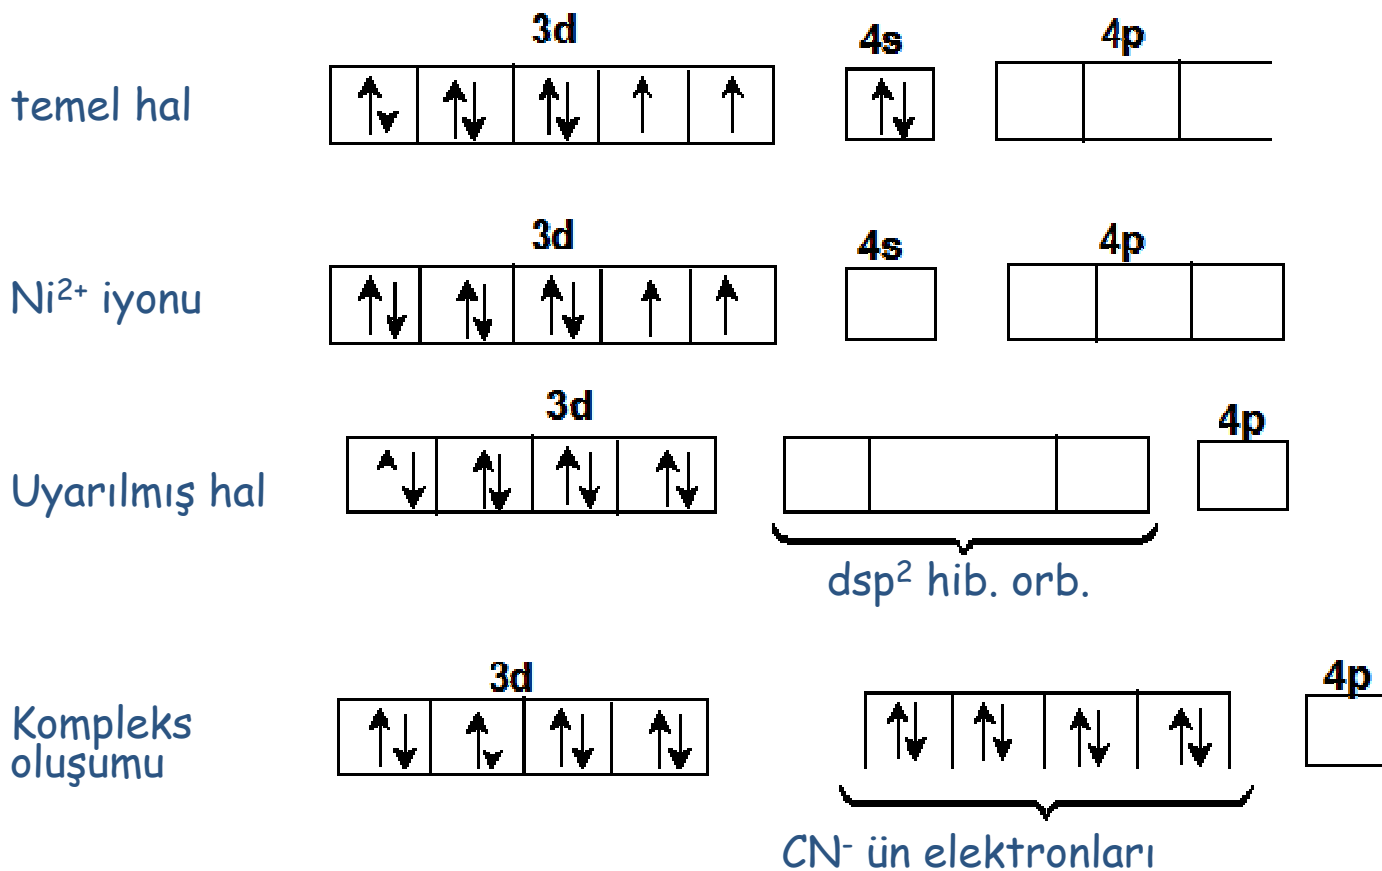 3d 4s 4p
temel hal
3d 4s 4p
Ni²⁺ iyonu
3d 4p
Uyarılmış hal
dsp² hib. orb.
3d 4p
Kompleks
oluşumu
CN⁻ ün elektronları